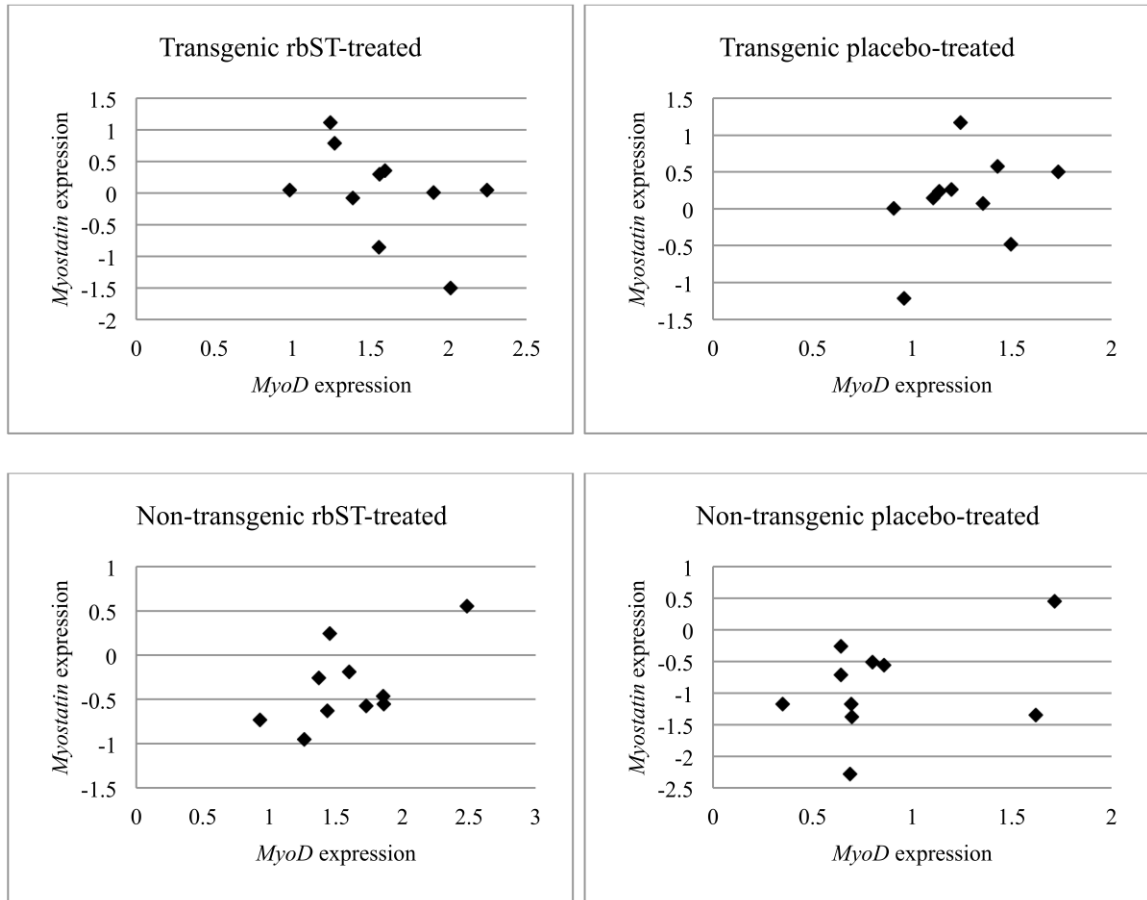 Transgenic rbST-treated
Myostatin expression
1.5
1
0.5
0
-0.5
-1
-1.5
-2
0 0.5 1 1.5 2 2.5
MyoD expression
Transgenic placebo-treated
Myostatin expression
1.5
1
0.5
0
-0.5
-1
-1.5
0 0.5 1 1.5 2
MyoD expression
Non-transgenic rbST-treated
Myostatin expression
1
0.5
0
-0.5
-1
-1.5
0 0.5 1 1.5 2 2.5 3
MyoD expression
Non-transgenic placebo-treated
Myostatin expression
1
0.5
0
-0.5
-1
-1.5
-2
-2.5
0 0.5 1 1.5 2
MyoD expression